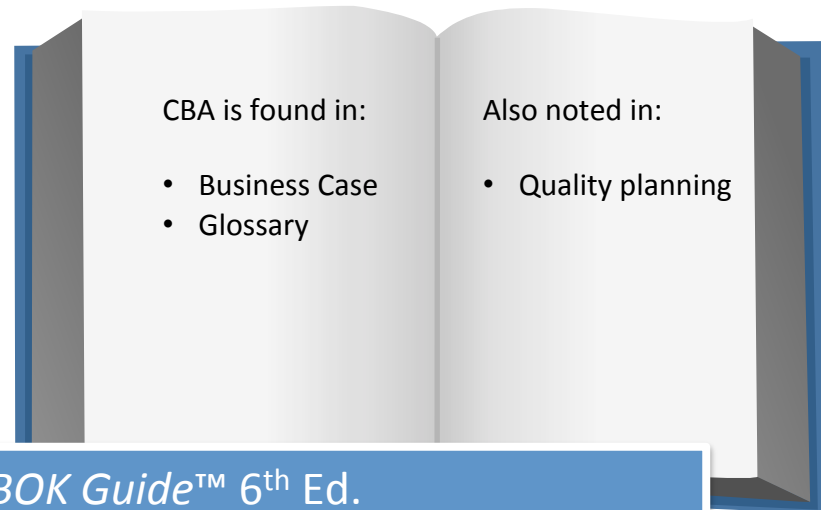 CBA is found in:
• Business Case
• Glossary
Also noted in:
• Quality planning
BOK Guide™ 6th Ed.